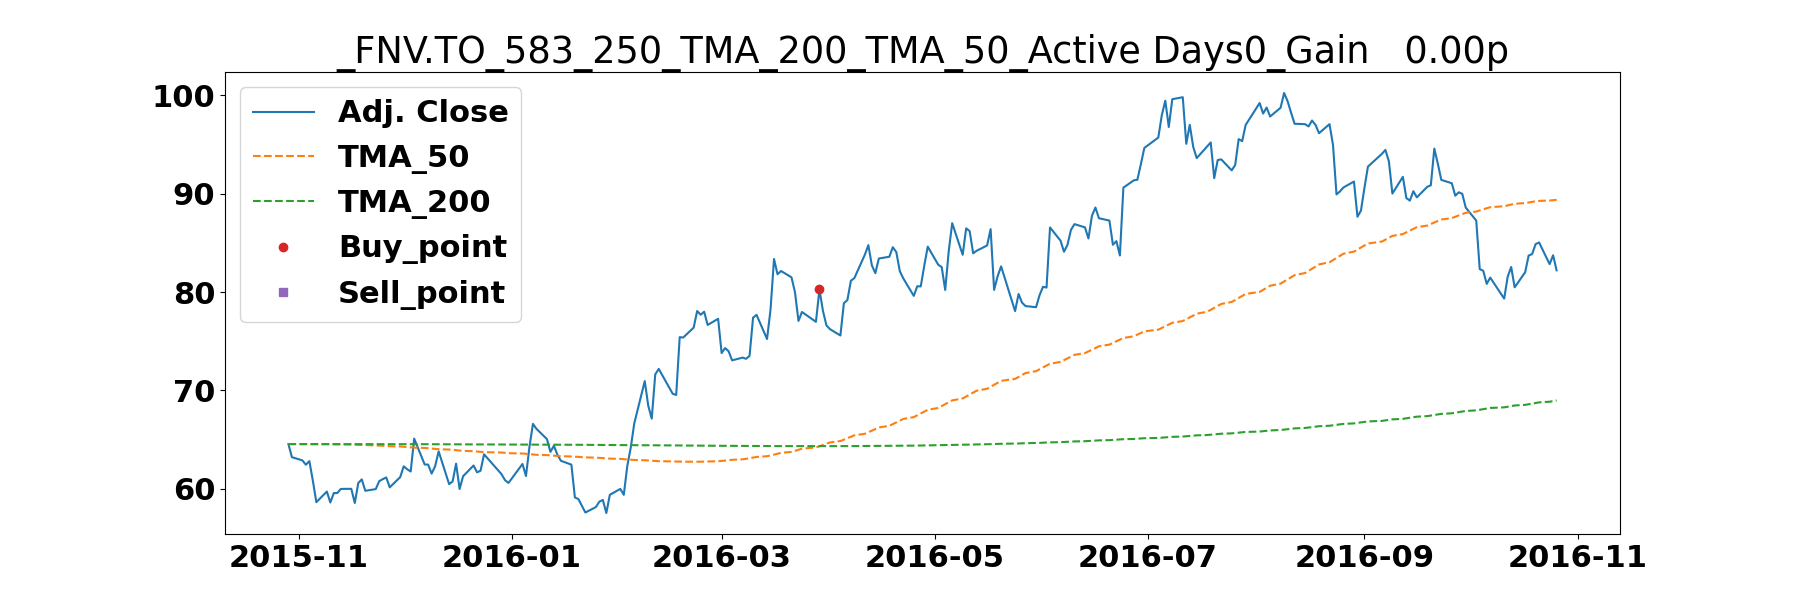 _FNV.TO_583_250_TMA_200_TMA_50_Active Days0_Gain   0.00p
100
90
80
70
60
Adj. Close
TMA_50
TMA_200
Buy_point
Sell_point
2015-11 2016-01 2016-03 2016-05 2016-07 2016-09 2016-11